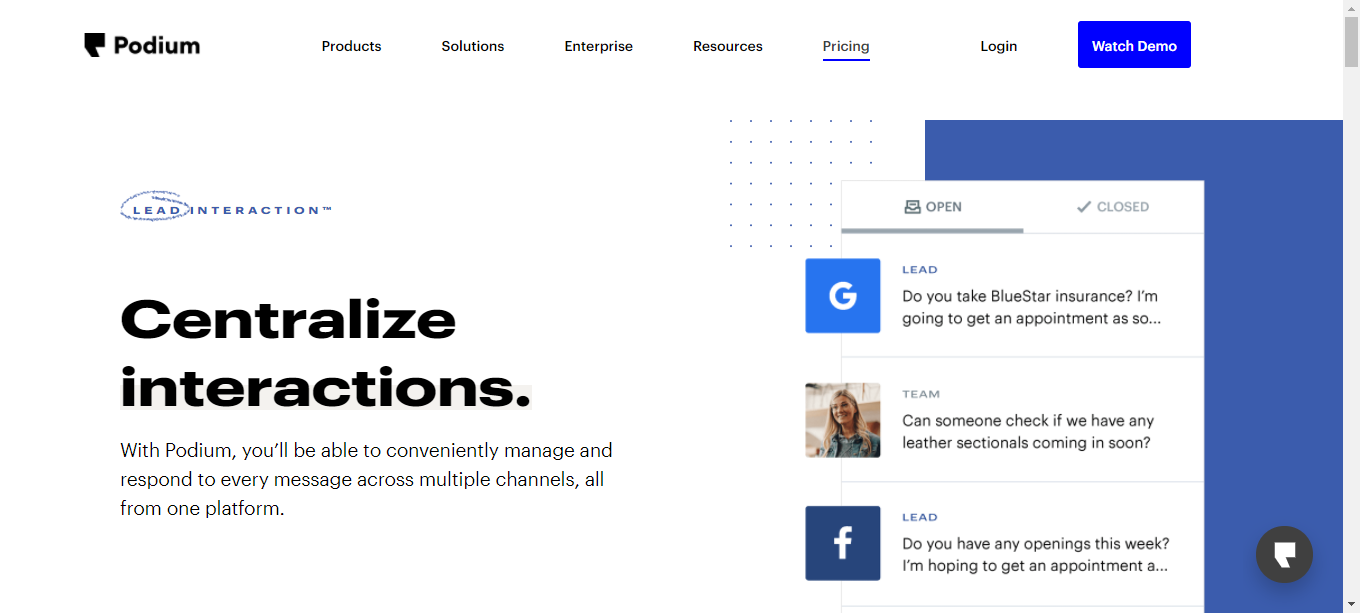 Podium
Products
Solutions
Enterprise
Resources
Pricing
Login
Watch Demo
LEAD INTERACTION™
Centralize
interactions.
With Podium, you’ll be able to conveniently manage and
respond to every message across multiple channels, all
from one platform.
OPEN
CLOSED
LEAD
Do you take BlueStar insurance? I’m
going to get an appointment as so...
TEAM
Can someone check if we have any
leather sectionals coming in soon?
LEAD
Do you have any openings this week?
I’m hoping to get an appointment a...